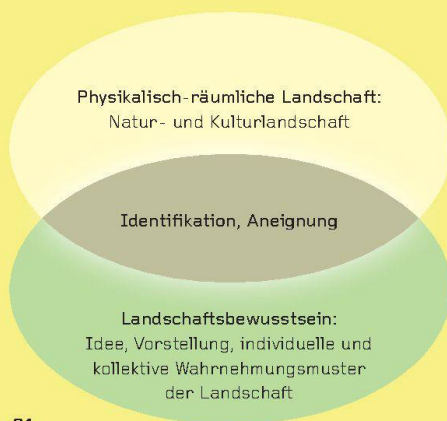 Physikalisch-räumliche Landschaft:
Natur- und Kulturlandschaft
Identifikation, Aneignung
Landschaftsbewusstsein:
Idee, Vorstellung, individuelle und
kollektive Wahrnehmungsmuster
der Landschaft